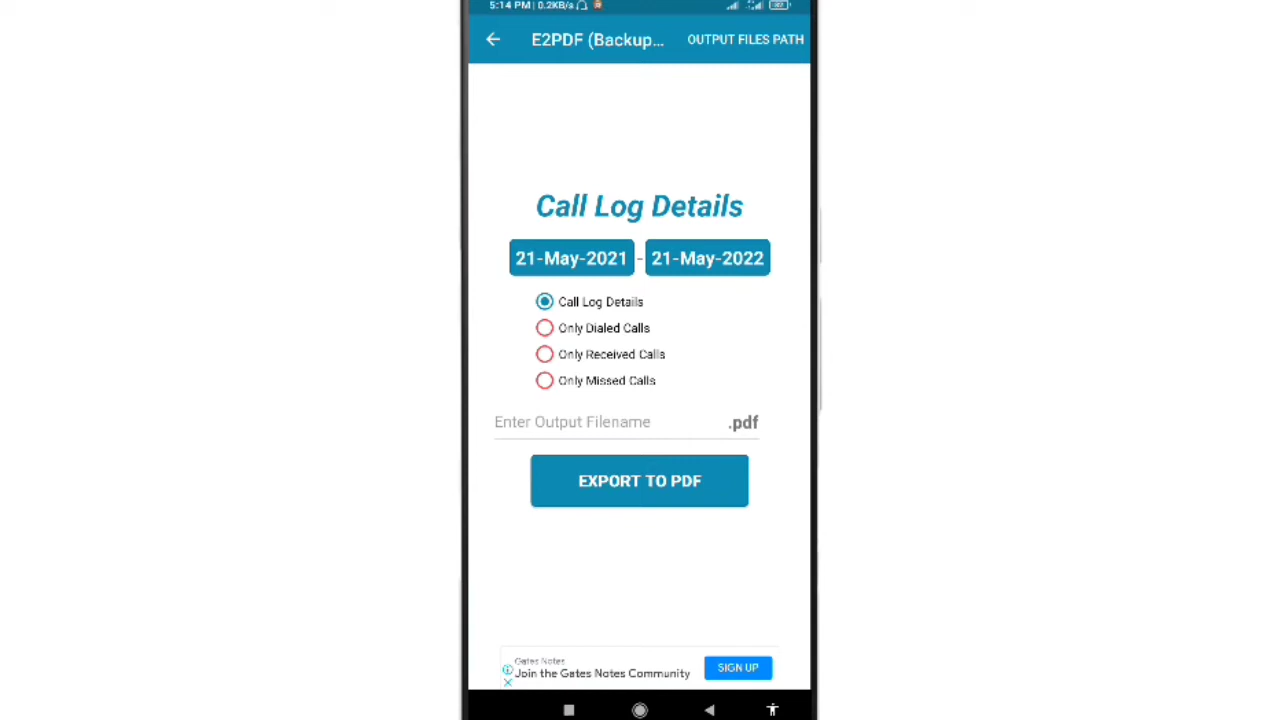 5:14 PM | 0.2KB/s
E2PDF (Backup... OUTPUT FILES PATH
Call Log Details
21-May-2021 - 21-May-2022
Call Log Details
Only Dialed Calls
Only Received Calls
Only Missed Calls
Enter Output Filename .pdf
EXPORT TO PDF
Gates Notes
Join the Gates Notes Community
SIGN UP